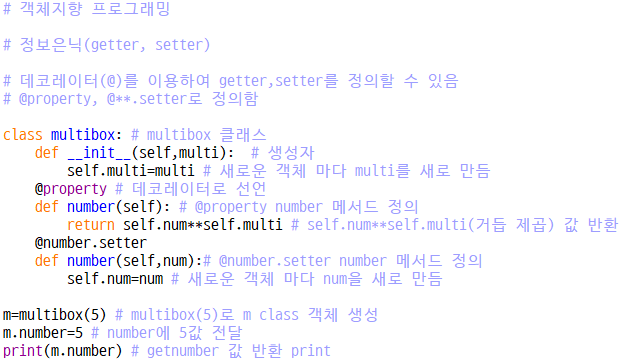 # 객체지향 프로그래밍
# 정보은닉(getter, setter)
# 데코레이터(@)를 이용하여 getter,setter를 정의할 수 있음
# @property, @**.setter로 정의함
class multibox: # multibox 클래스
    def __init__(self,multi):  # 생성자
        self.multi=multi # 새로운 객체 마다 multi를 새로 만듬
    @property # 데코레이터로 선언
    def number(self): # @property number 메서드 정의
        return self.num**self.multi # self.num**self.multi(거듭 제곱) 값 반환
    @number.setter
    def number(self,num):# @number.setter number 메서드 정의
        self.num=num # 새로운 객체 마다 num을 새로 만듬
m=multibox(5) # multibox(5)로 m class 객체 생성
m.number=5 # number에 5값 전달
print(m.number) # getnumber 값 반환 print